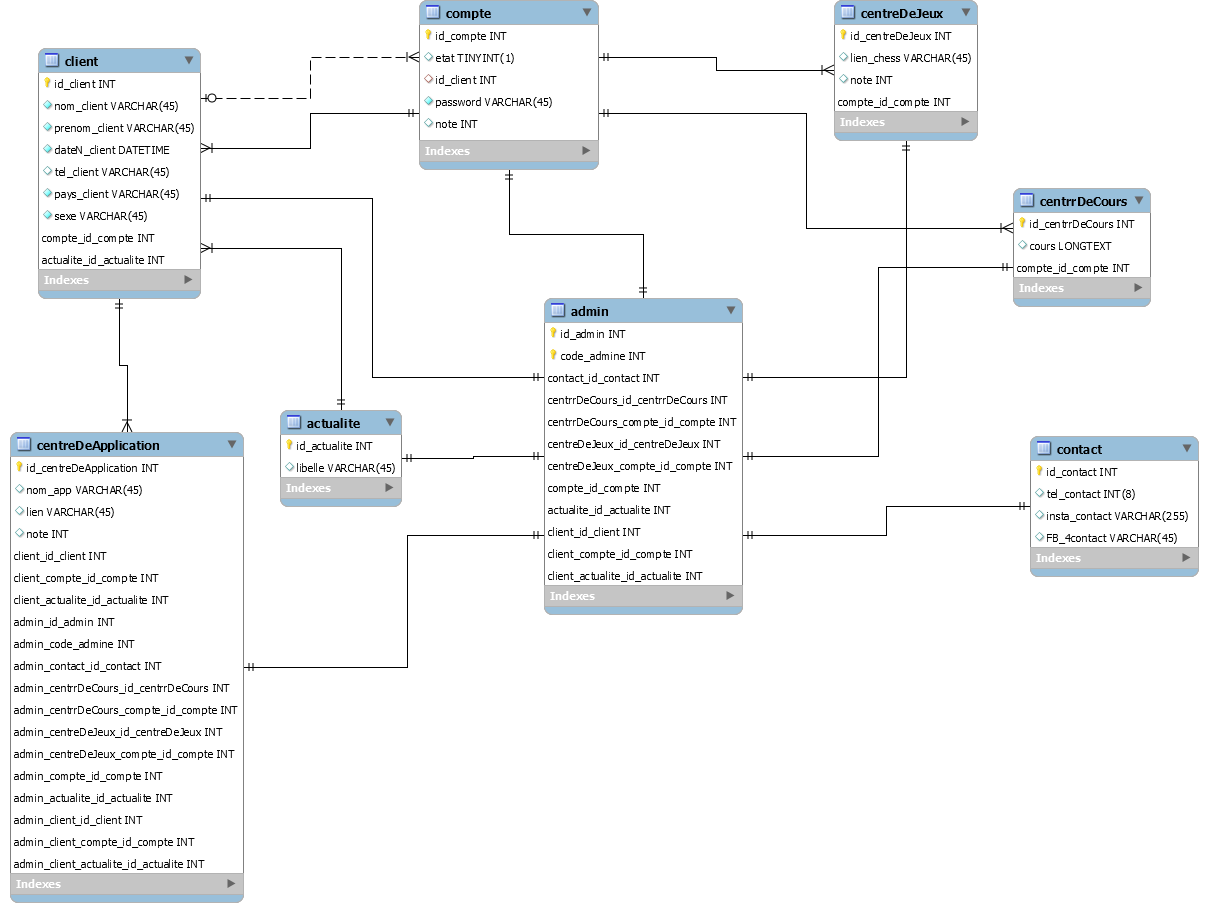 compte
id_compte INT
etat TINYINT(1)
id_client INT
password VARCHAR(45)
note INT
Indexes
centreDeJeux
id_centreDeJeux INT
lien_chess VARCHAR(45)
note INT
compte_id_compte INT
Indexes
client
id_client INT
nom_client VARCHAR(45)
prenom_client VARCHAR(45)
dateN_client DATETIME
tel_client VARCHAR(45)
pays_client VARCHAR(45)
sexe VARCHAR(45)
compte_id_compte INT
actualite_id_actualite INT
Indexes
centrrDeCours
id_centrrDeCours INT
cours LONGTEXT
compte_id_compte INT
Indexes
admin
id_admin INT
code_admine INT
contact_id_contact INT
centrrDeCours_id_centrrDeCours INT
centrrDeCours_compte_id_compte INT
centreDeJeux_id_centreDeJeux INT
centreDeJeux_compte_id_compte INT
compte_id_compte INT
actualite_id_actualite INT
client_id_client INT
client_compte_id_compte INT
client_actualite_id_actualite INT
Indexes
actualite
id_actualite INT
libelle VARCHAR(45)
Indexes
contact
id_contact INT
tel_contact INT(8)
insta_contact VARCHAR(255)
FB_4contact VARCHAR(45)
Indexes
centreDeApplication
id_centreDeApplication INT
nom_app VARCHAR(45)
lien VARCHAR(45)
note INT
client_id_client INT
client_compte_id_compte INT
client_actualite_id_actualite INT
admin_id_admin INT
admin_code_admine INT
admin_contact_id_contact INT
admin_centrrDeCours_id_centrrDeCours INT
admin_centrrDeCours_compte_id_compte INT
admin_centreDeJeux_id_centreDeJeux INT
admin_centreDeJeux_compte_id_compte INT
admin_compte_id_compte INT
admin_actualite_id_actualite INT
admin_client_id_client INT
admin_client_compte_id_compte INT
admin_client_actualite_id_actualite INT
Indexes